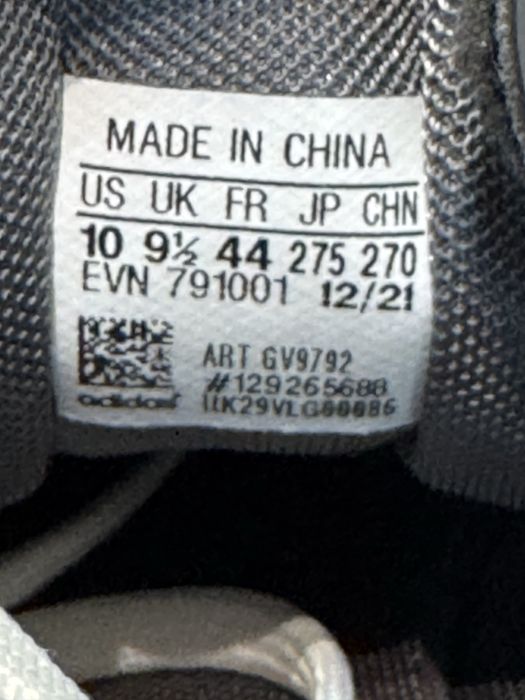 MADE IN CHINA
US UK FR JP CHN
10 9½ 44 275 270
EVN 791001 12/21
ART GV9792
#129265688
adidas